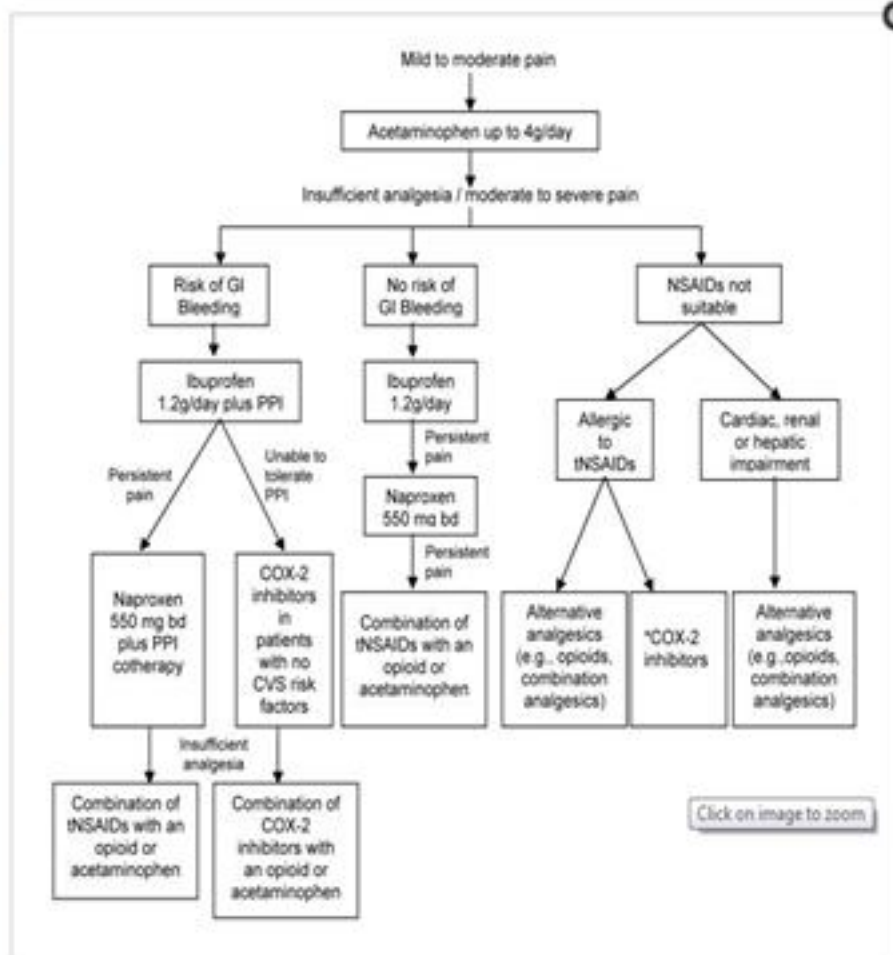 Mild to moderate pain
Acetaminophen up to 4g/day
Insufficient analgesia / moderate to severe pain
Risk of GI
Bleeding
No risk of
GI Bleeding
NSAIDs not
suitable
Ibuprofen
1.2g/day plus PPI
Ibuprofen
1.2g/day
Allergic
to
tNSAIDs
Cardiac, renal
or hepatic
impairment
Persistent
pain
Unable to
tolerate
PPI
Persistent
pain
Naproxen
550 mg bd
Persistent
pain
Naproxen
550 mg bd
plus PPI
cotherapy
COX-2
inhibitors
in
patients
with no
CVS risk
factors
Combination of
tNSAIDs with an
opioid or
acetaminophen
Alternative
analgesics
(e.g., opioids,
combination
analgesics)
*COX-2
inhibitors
Alternative
analgesics
(e.g.,opioids,
combination
analgesics)
Insufficient
analgesia
Combination of
tNSAIDs with an
opioid or
acetaminophen
Combination of
COX-2
inhibitors with
an opioid or
acetaminophen
Click on image to zoom